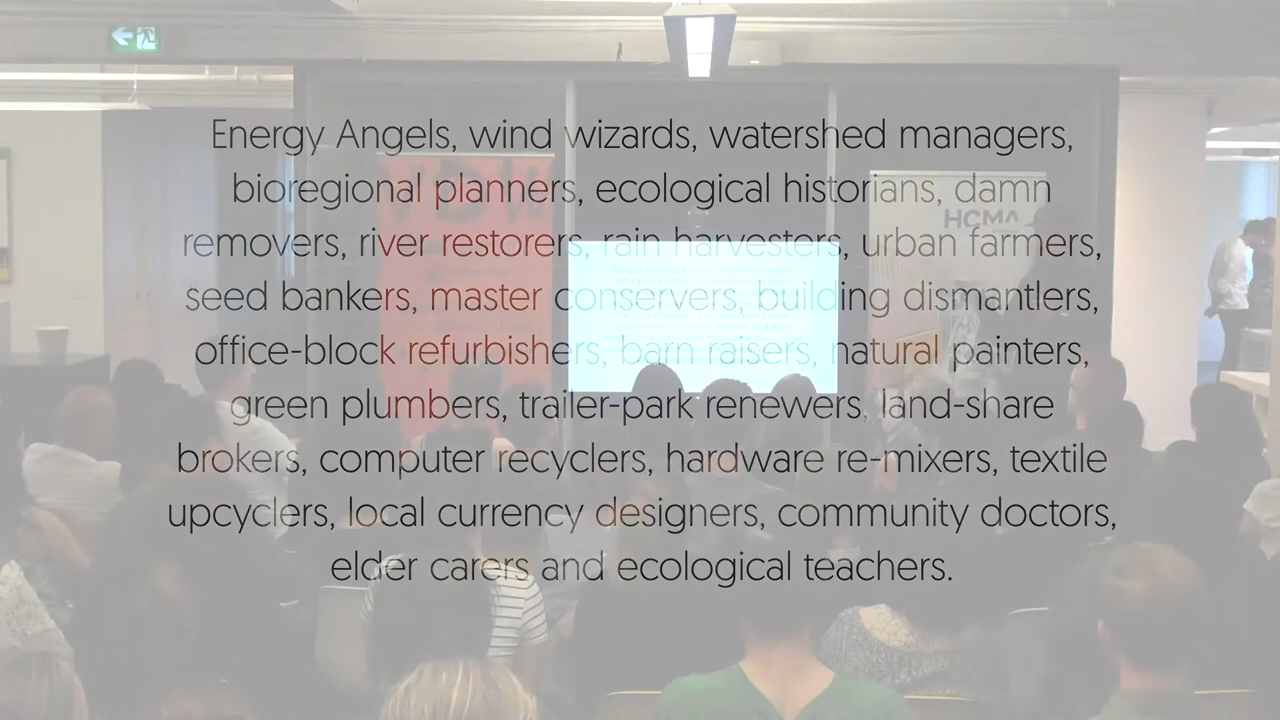 Energy Angels, wind wizards, watershed managers,
bioregional planners, ecological historians, damn
removers, river restorers, rain harvesters, urban farmers,
seed bankers, master conservers, building dismantlers,
office-block refurbishers, barn raisers, natural painters,
green plumbers, trailer-park renewers, land-share
brokers, computer recyclers, hardware re-mixers, textile
upcyclers, local currency designers, community doctors,
elder carers and ecological teachers.
HCMA